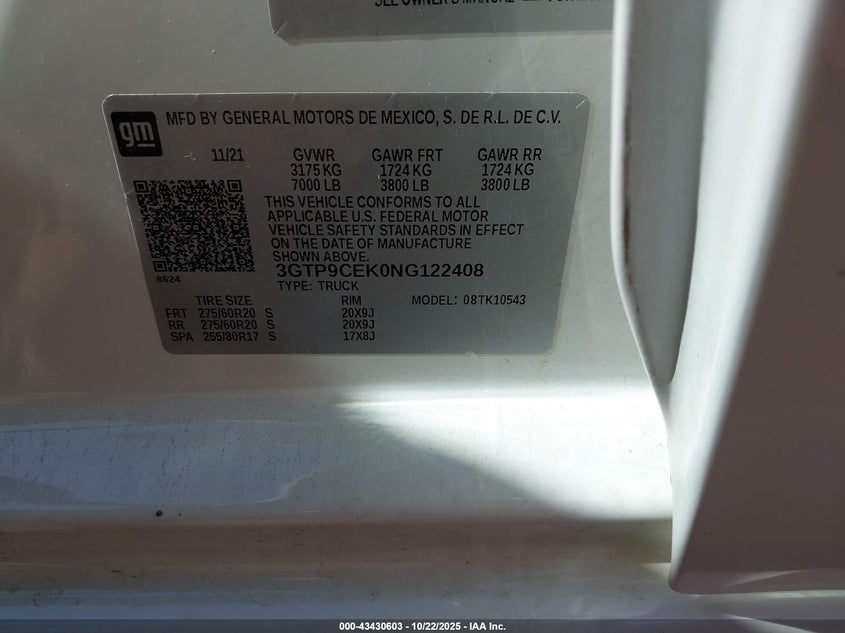 SEE OWNER'S MANUAL
gm
MFD BY GENERAL MOTORS DE MEXICO, S. DE R.L. DE C.V.
11/21 GVWR GAWR FRT GAWR RR
3175 KG 1724 KG 1724 KG
7000 LB 3800 LB 3800 LB
THIS VEHICLE CONFORMS TO ALL
APPLICABLE U.S. FEDERAL MOTOR
VEHICLE SAFETY STANDARDS IN EFFECT
ON THE DATE OF MANUFACTURE
SHOWN ABOVE.
8624
3GTP9CEK0NG122408
TYPE: TRUCK
TIRE SIZE RIM MODEL: 08TK10543
FRT 275/60R20 S 20X9J
RR 275/60R20 S 20X9J
SPA 255/80R17 S 17X8J
000-43430603 - 10/22/2025 - IAA Inc.